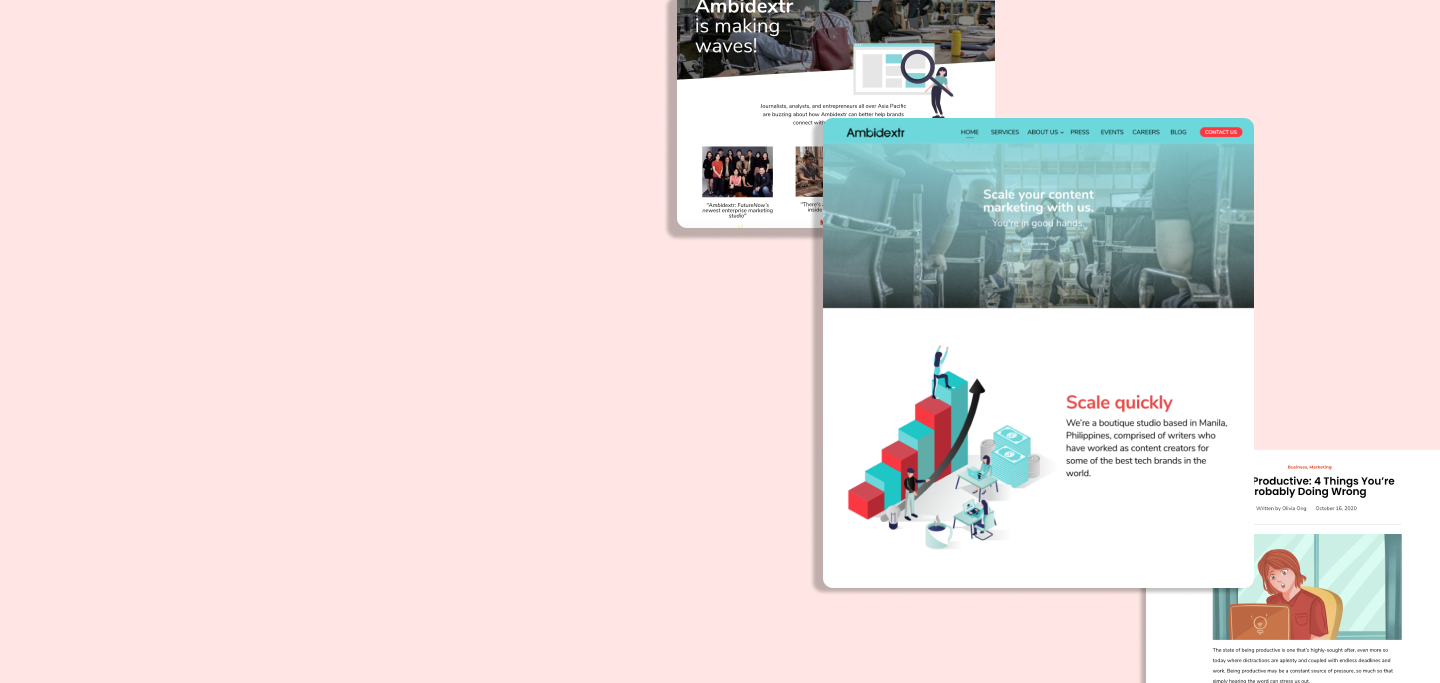 Ambidextr
is making
waves!
Journalists, analysts, and entrepreneurs all over Asia Pacific
are buzzing about how Ambidextr can better help brands
connect with
"Ambidextr: FutureNow's
newest enterprise marketing
studio"
"There's
inside
Ambidextr
HOME SERVICES ABOUT US PRESS EVENTS CAREERS BLOG CONTACT US
Scale your content
marketing with us.
You're in good hands.
Scale quickly
We're a boutique studio based in Manila,
Philippines, comprised of writers who
have worked as content creators for
some of the best tech brands in the
world.
Business, Marketing
Productive: 4 Things You're
robably Doing Wrong
Written by Olivia Ong October 16, 2020
The state of being productive is one that's highly-sought after, even more so
today where distractions are aplenty and coupled with endless deadlines and
work. Being productive may be a constant source of pressure, so much so that
simply hearing the word can stress us out.